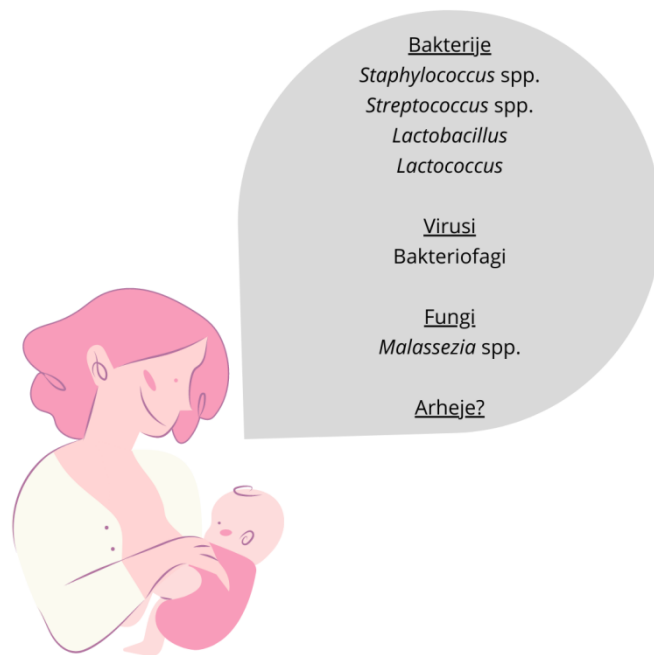 Bakterije
Staphylococcus spp.
Streptococcus spp.
Lactobacillus
Lactococcus
Virusi
Bakteriofagi
Fungi
Malassezia spp.
Arheje?